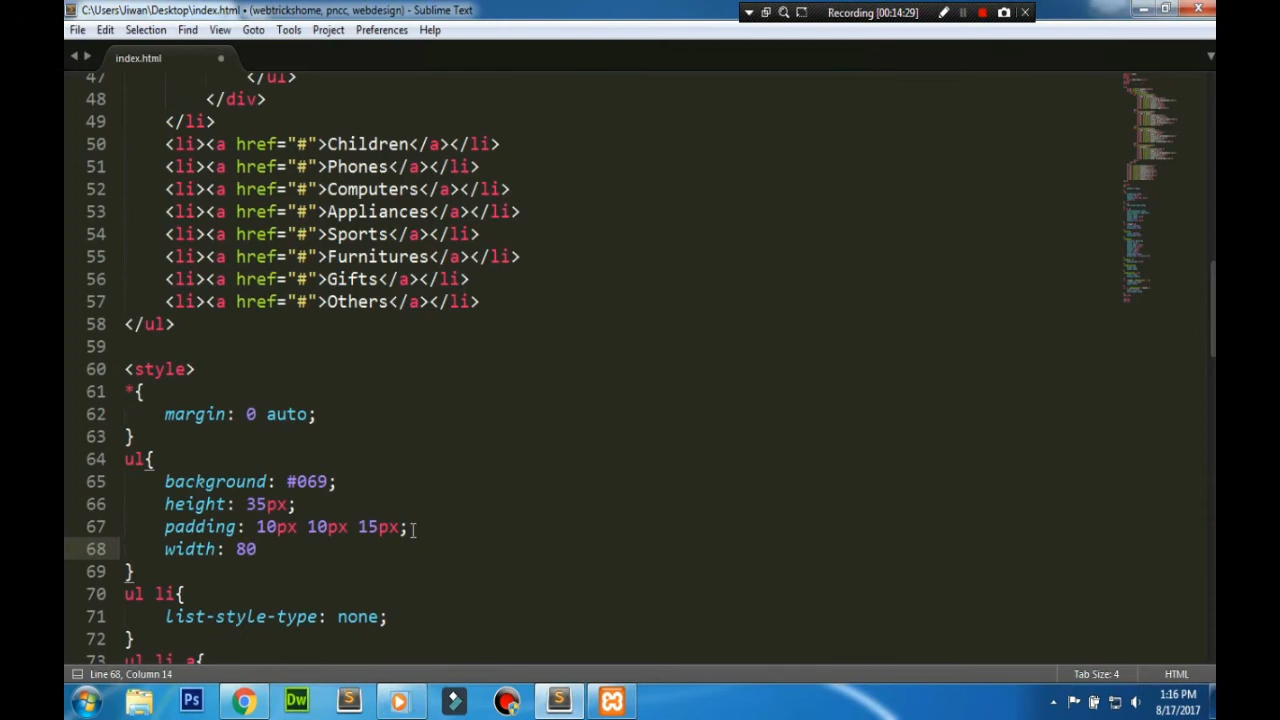 C:\Users\Jiwan\Desktop\index.html • (webtrickshome, pncc, webdesign) - Sublime Text
Recording [00:14:29]
File Edit Selection Find View Goto Tools Project Preferences Help
index.html
47 </ul>
48 </div>
49 </li>
50 <li><a href="#">Children</a></li>
51 <li><a href="#">Phones</a></li>
52 <li><a href="#">Computers</a></li>
53 <li><a href="#">Appliances</a></li>
54 <li><a href="#">Sports</a></li>
55 <li><a href="#">Furnitures</a></li>
56 <li><a href="#">Gifts</a></li>
57 <li><a href="#">Others</a></li>
58 </ul>
59
60 <style>
61 *{
62 margin: 0 auto;
63 }
64 ul{
65 background: #069;
66 height: 35px;
67 padding: 10px 10px 15px;
68 width: 80
69 }
70 ul li{
71 list-style-type: none;
72 }
73 ul li a{
Line 68, Column 14
Tab Size: 4
HTML
Ps
Dw
S
S
1:16 PM
8/17/2017